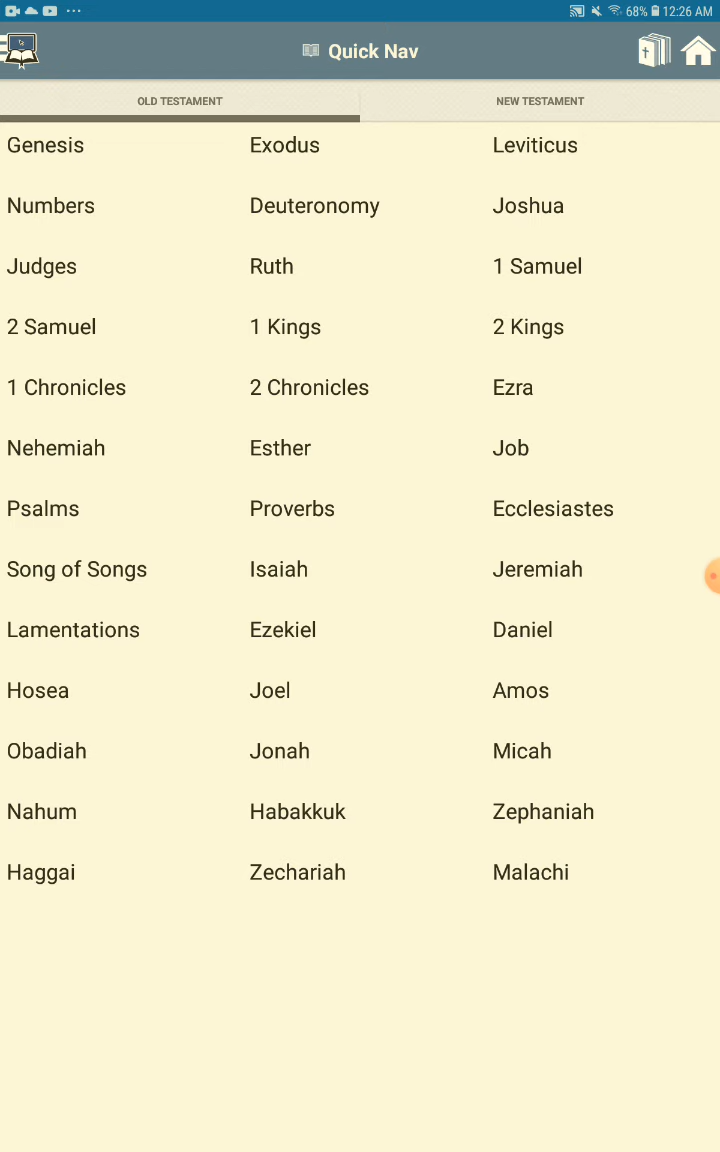 68% 12:26 AM
Quick Nav
OLD TESTAMENT NEW TESTAMENT
Genesis Exodus Leviticus
Numbers Deuteronomy Joshua
Judges Ruth 1 Samuel
2 Samuel 1 Kings 2 Kings
1 Chronicles 2 Chronicles Ezra
Nehemiah Esther Job
Psalms Proverbs Ecclesiastes
Song of Songs Isaiah Jeremiah
Lamentations Ezekiel Daniel
Hosea Joel Amos
Obadiah Jonah Micah
Nahum Habakkuk Zephaniah
Haggai Zechariah Malachi